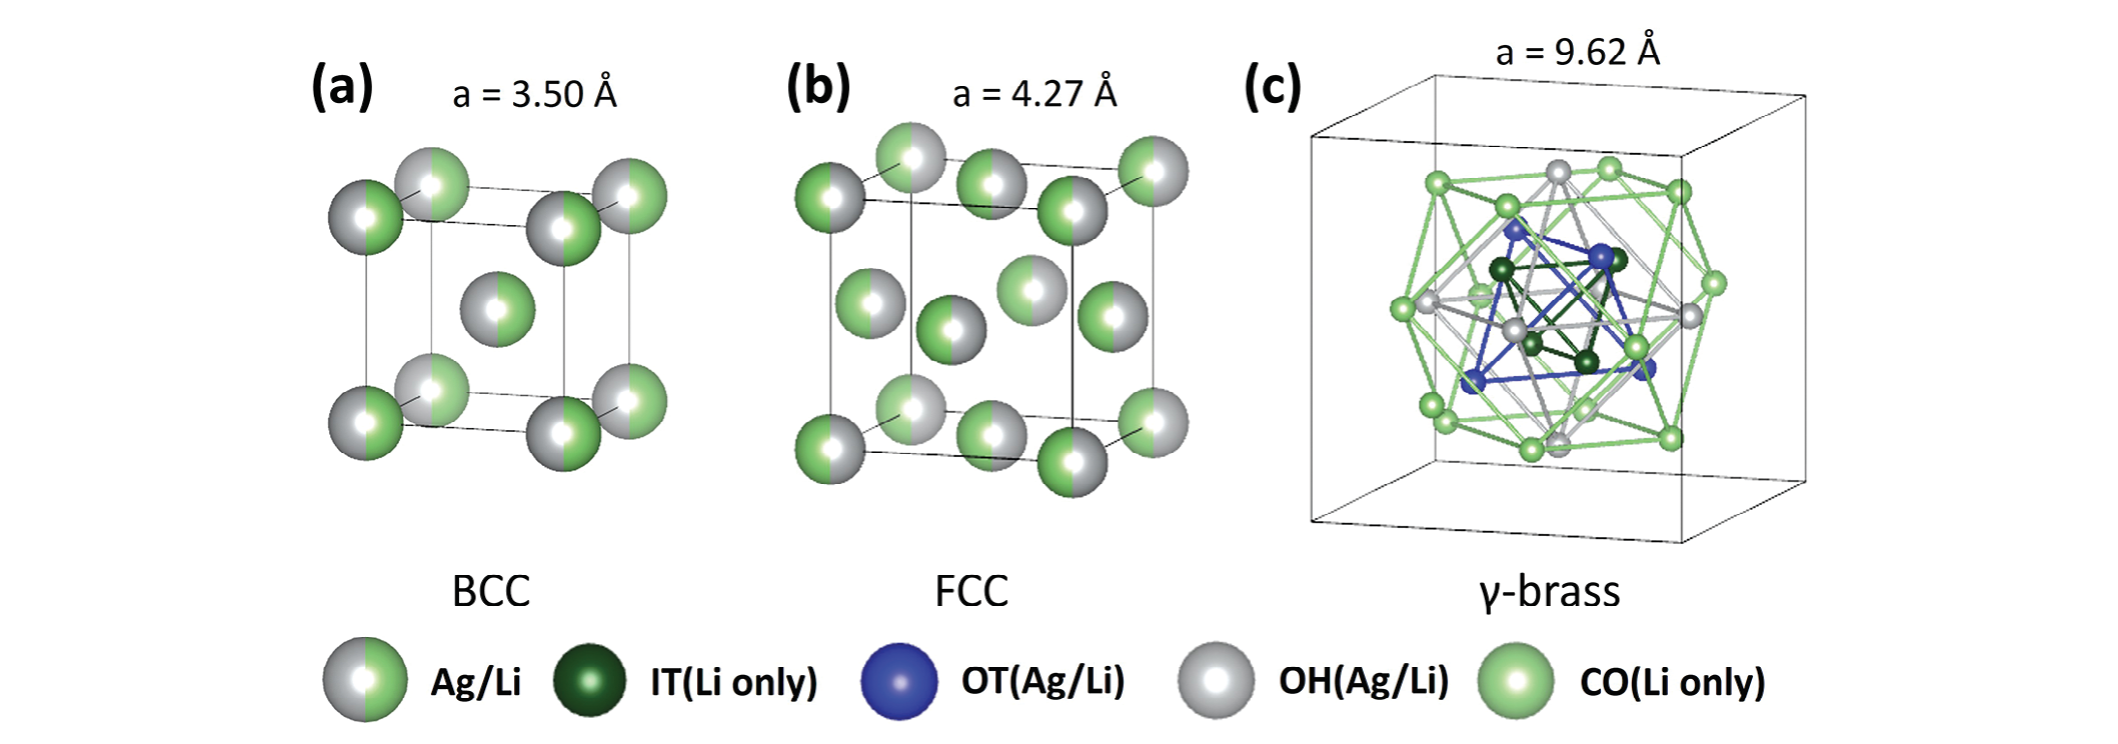 (a)
a = 3.50 Å
(b)
a = 4.27 Å
(c)
a = 9.62 Å
BCC
FCC
γ-brass
Ag/Li
IT(Li only)
OT(Ag/Li)
OH(Ag/Li)
CO(Li only)